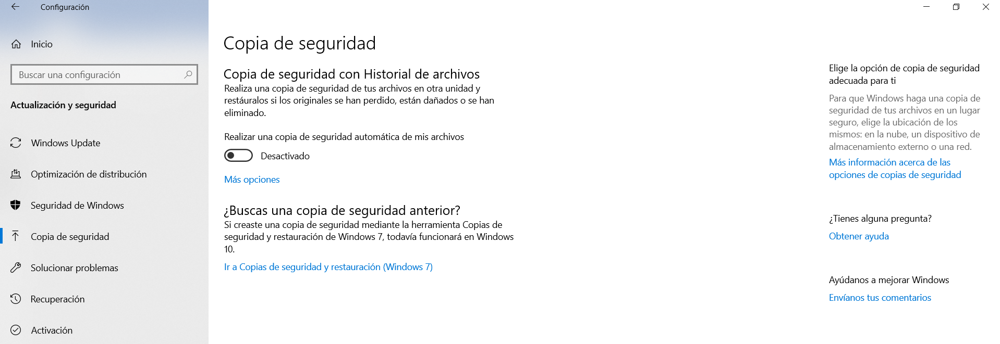 Configuración
Inicio
Buscar una configuración
Actualización y seguridad
Windows Update
Optimización de distribución
Seguridad de Windows
Copia de seguridad
Solucionar problemas
Recuperación
Activación
Copia de seguridad
Copia de seguridad con Historial de archivos
Realiza una copia de seguridad de tus archivos en otra unidad y
restáuralos si los originales se han perdido, están dañados o se han
eliminado.
Realizar una copia de seguridad automática de mis archivos
Desactivado
Más opciones
¿Buscas una copia de seguridad anterior?
Si creaste una copia de seguridad mediante la herramienta Copias de
seguridad y restauración de Windows 7, todavía funcionará en Windows
10.
Ir a Copias de seguridad y restauración (Windows 7)
Elige la opción de copia de seguridad
adecuada para ti
Para que Windows haga una copia de
seguridad de tus archivos en un lugar
seguro, elige la ubicación de los
mismos: en la nube, un dispositivo de
almacenamiento externo o una red.
Más información acerca de las
opciones de copias de seguridad
¿Tienes alguna pregunta?
Obtener ayuda
Ayúdanos a mejorar Windows
Envíanos tus comentarios